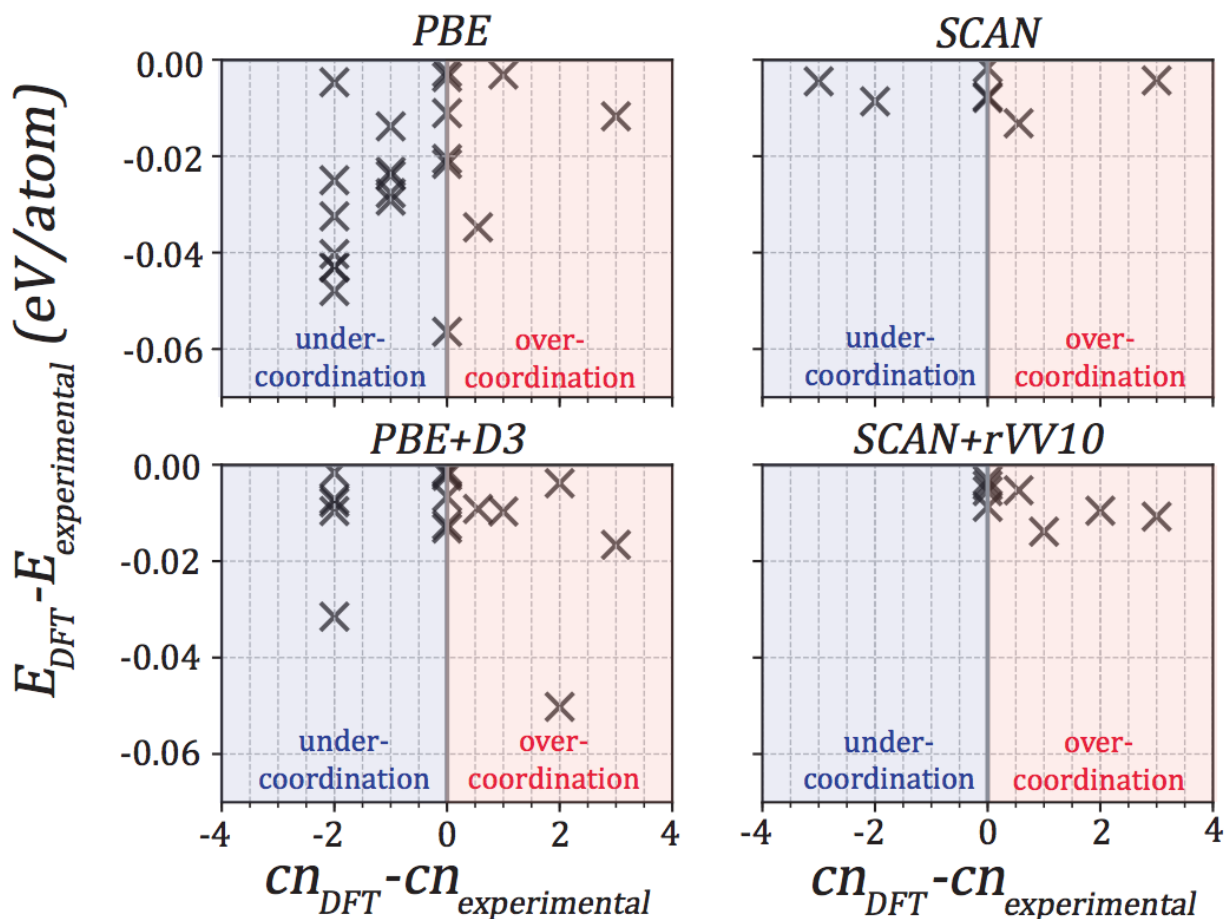 PBE
SCAN
0.00
-0.02
-0.04
-0.06
under-
coordination
over-
coordination
under-
coordination
over-
coordination
E_DFT-E_experimental (eV/atom)
PBE+D3
SCAN+rVV10
0.00
-0.02
-0.04
-0.06
under-
coordination
over-
coordination
under-
coordination
over-
coordination
-4 -2 0 2 4
-4 -2 0 2 4
cn_DFT-cn_experimental
cn_DFT-cn_experimental